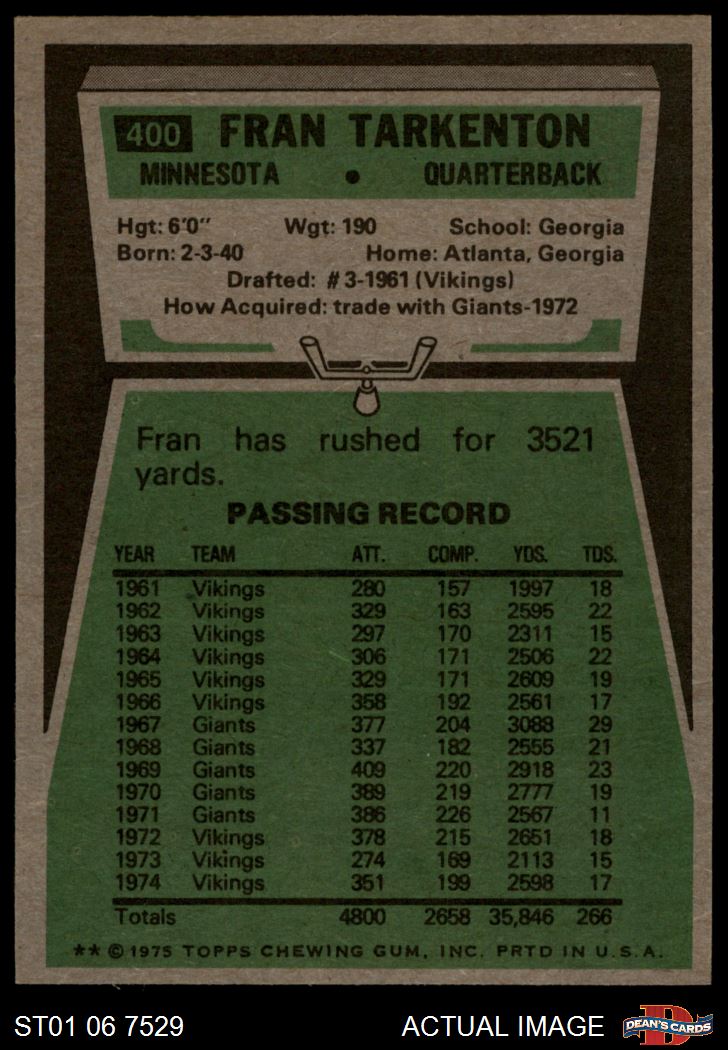 400 FRAN TARKENTON
MINNESOTA • QUARTERBACK
Hgt: 6'0" Wgt: 190 School: Georgia
Born: 2-3-40 Home: Atlanta, Georgia
Drafted: #3-1961 (Vikings)
How Acquired: trade with Giants-1972
Fran has rushed for 3521
yards.
PASSING RECORD
YEAR TEAM ATT. COMP. YDS. TDS.
1961 Vikings 280 157 1997 18
1962 Vikings 329 163 2595 22
1963 Vikings 297 170 2311 15
1964 Vikings 306 171 2506 22
1965 Vikings 329 171 2609 19
1966 Vikings 358 192 2561 17
1967 Giants 377 204 3088 29
1968 Giants 337 182 2555 21
1969 Giants 409 220 2918 23
1970 Giants 389 219 2777 19
1971 Giants 386 226 2567 11
1972 Vikings 378 215 2651 18
1973 Vikings 274 169 2113 15
1974 Vikings 351 199 2598 17
Totals 4800 2658 35,846 266
** © 1975 TOPPS CHEWING GUM, INC. PRTD IN U.S.A.
ST01 06 7529 ACTUAL IMAGE D DEAN'S CARDS